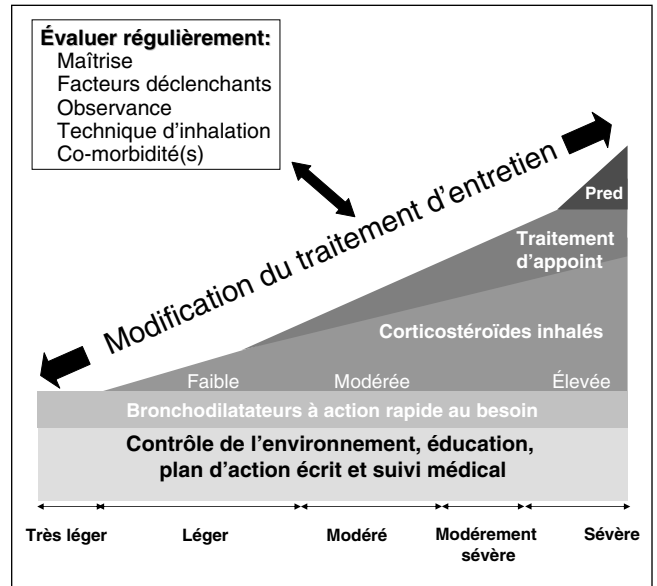 Évaluer régulièrement:
Maîtrise
Facteurs déclenchants
Observance
Technique d'inhalation
Co-morbidité(s)
Modification du traitement d'entretien
Pred
Traitement
d'appoint
Corticostéroïdes inhalés
Faible Modérée Élevée
Bronchodilatateurs à action rapide au besoin
Contrôle de l'environnement, éducation,
plan d'action écrit et suivi médical
Très léger Léger Modéré Modérement Sévère
sévère